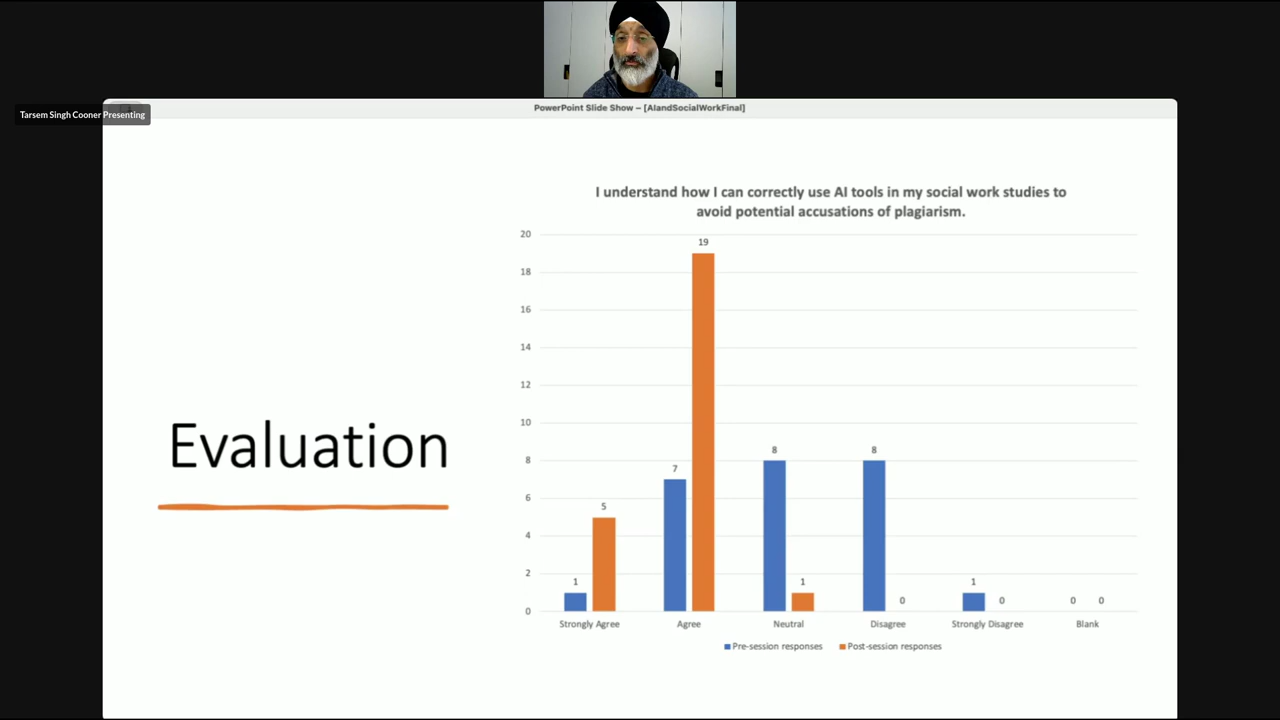 Tarsem Singh Cooner Presenting
PowerPoint Slide Show – [AIandSocialWorkFinal]
Evaluation
I understand how I can correctly use AI tools in my social work studies to
avoid potential accusations of plagiarism.
20
18
16
14
12
10
8
6
4
2
0
1 5
7 19
8 1
8 0
1 0
0 0
Strongly Agree Agree Neutral Disagree Strongly Disagree Blank
Pre-session responses Post-session responses